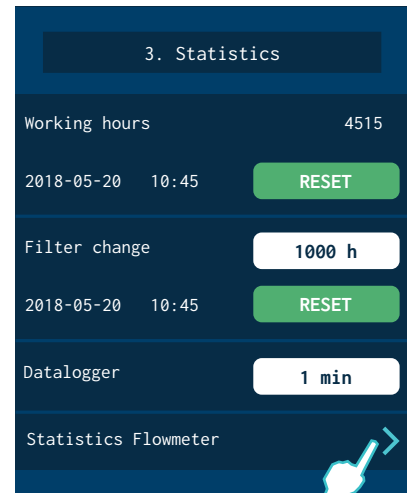 3. Statistics
Working hours 4515
2018-05-20 10:45 RESET
Filter change 1000 h
2018-05-20 10:45 RESET
Datalogger 1 min
Statistics Flowmeter